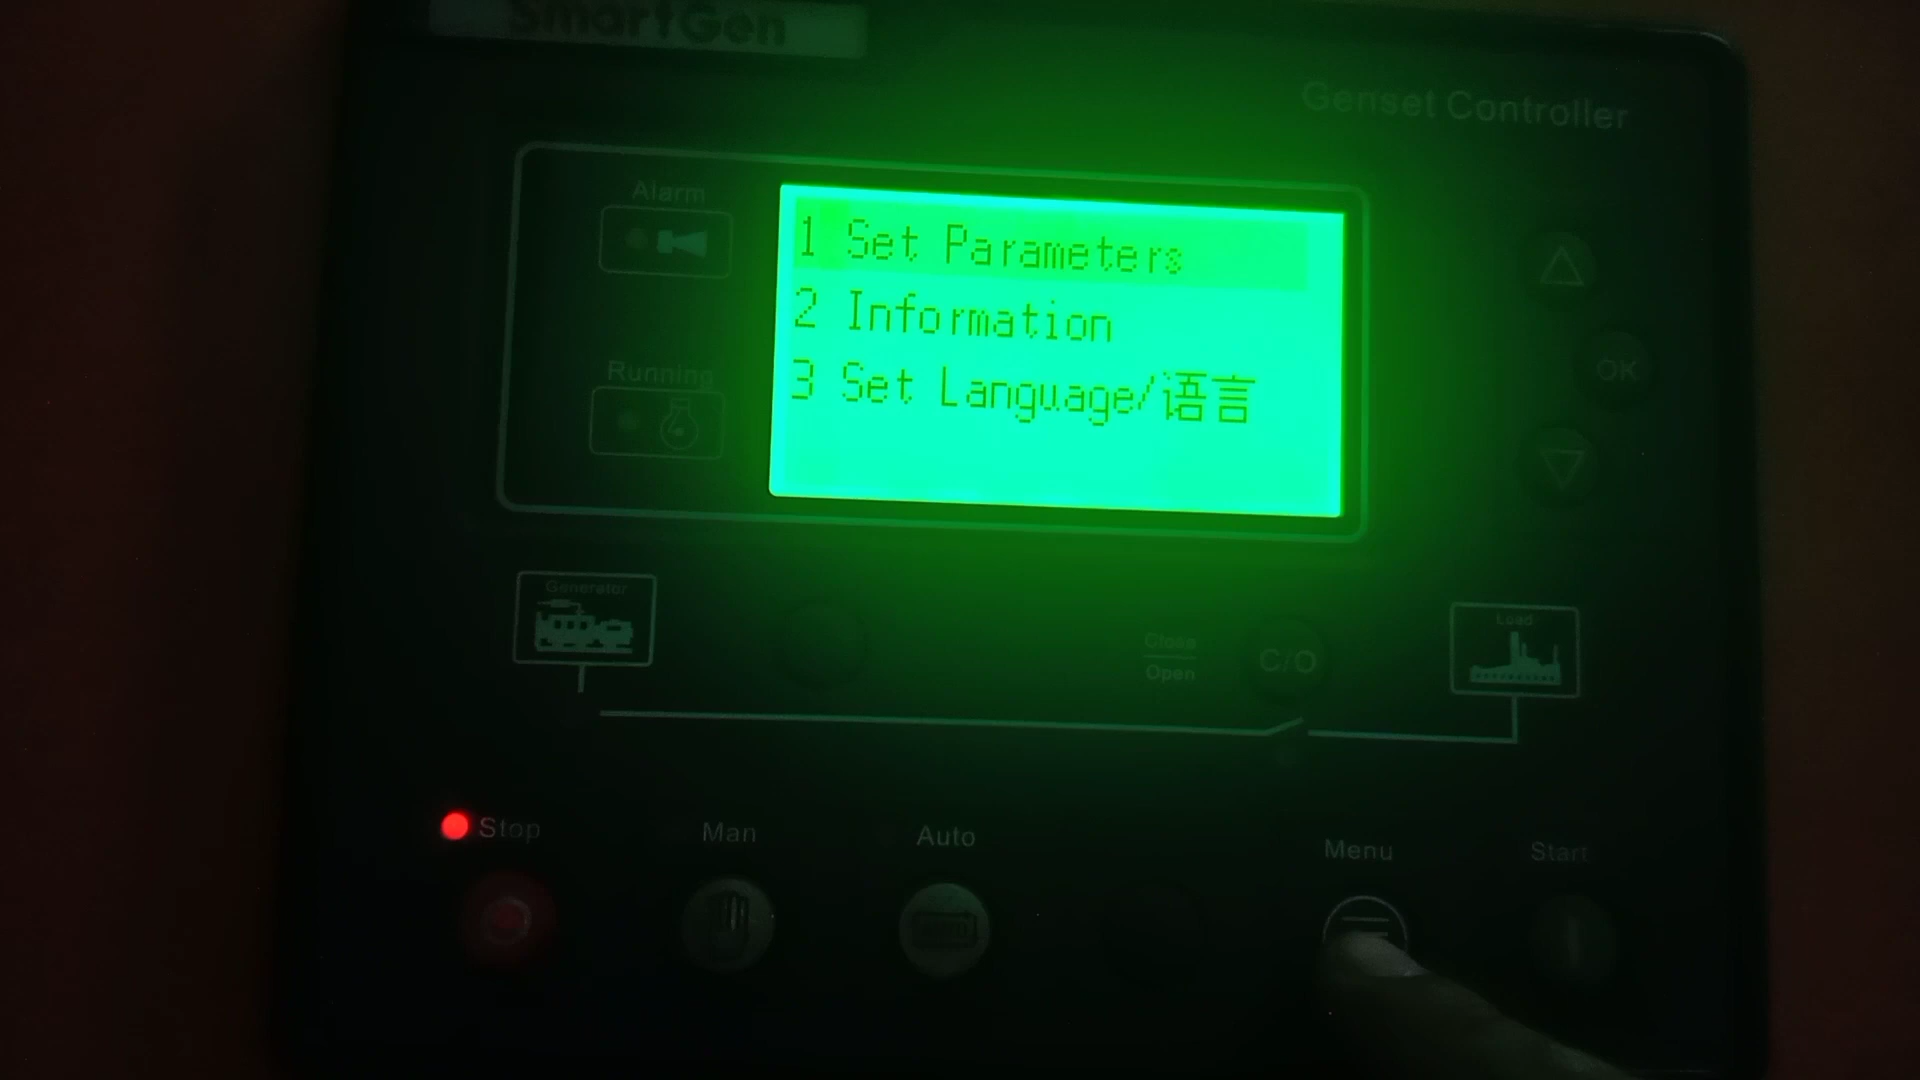 SmartGen
Genset Controller
Alarm
1 Set Parameters
2 Information
3 Set Language/语言
Running
OK
Generator
Close
Open
C/O
Load
Stop
Man
Auto
Menu
Start